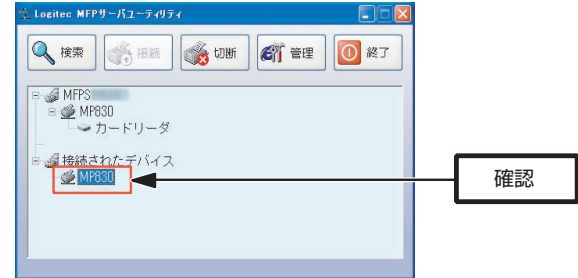 Logitec MFPサーバユーティリティ
検索
接続
切断
管理
終了
MFPS
MP830
カードリーダ
接続されたデバイス
MP830
確認